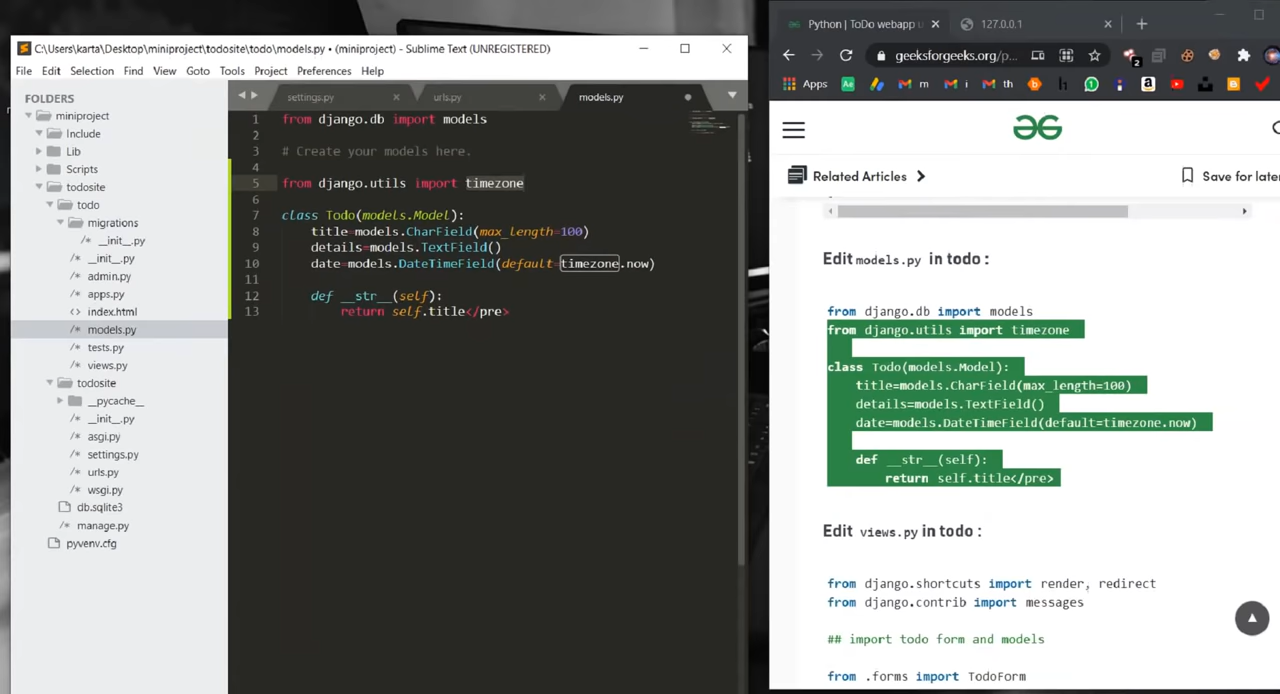 C:\Users\karta\Desktop\miniproject\todosite\todo\models.py • (miniproject) - Sublime Text (UNREGISTERED)
File Edit Selection Find View Goto Tools Project Preferences Help
FOLDERS
miniproject
Include
Lib
Scripts
todosite
todo
migrations
/* __init__.py
/* __init__.py
/* admin.py
/* apps.py
<> index.html
/* models.py
/* tests.py
/* views.py
todosite
__pycache__
/* __init__.py
/* asgi.py
/* settings.py
/* urls.py
/* wsgi.py
db.sqlite3
/* manage.py
pyvenv.cfg
settings.py urls.py models.py
1 from django.db import models
2
3 # Create your models here.
4
5 from django.utils import timezone
6
7 class Todo(models.Model):
8 title=models.CharField(max_length=100)
9 details=models.TextField()
10 date=models.DateTimeField(default=timezone.now)
11
12 def __str__(self):
13 return self.title</pre>
Python | ToDo webapp u 127.0.0.1
geeksforgeeks.org/p... 2
Apps Ae m i th
Related Articles Save for later
Edit models.py in todo :
from django.db import models
from django.utils import timezone
class Todo(models.Model):
title=models.CharField(max_length=100)
details=models.TextField()
date=models.DateTimeField(default=timezone.now)
def __str__(self):
return self.title</pre>
Edit views.py in todo :
from django.shortcuts import render, redirect
from django.contrib import messages
## import todo form and models
from .forms import TodoForm